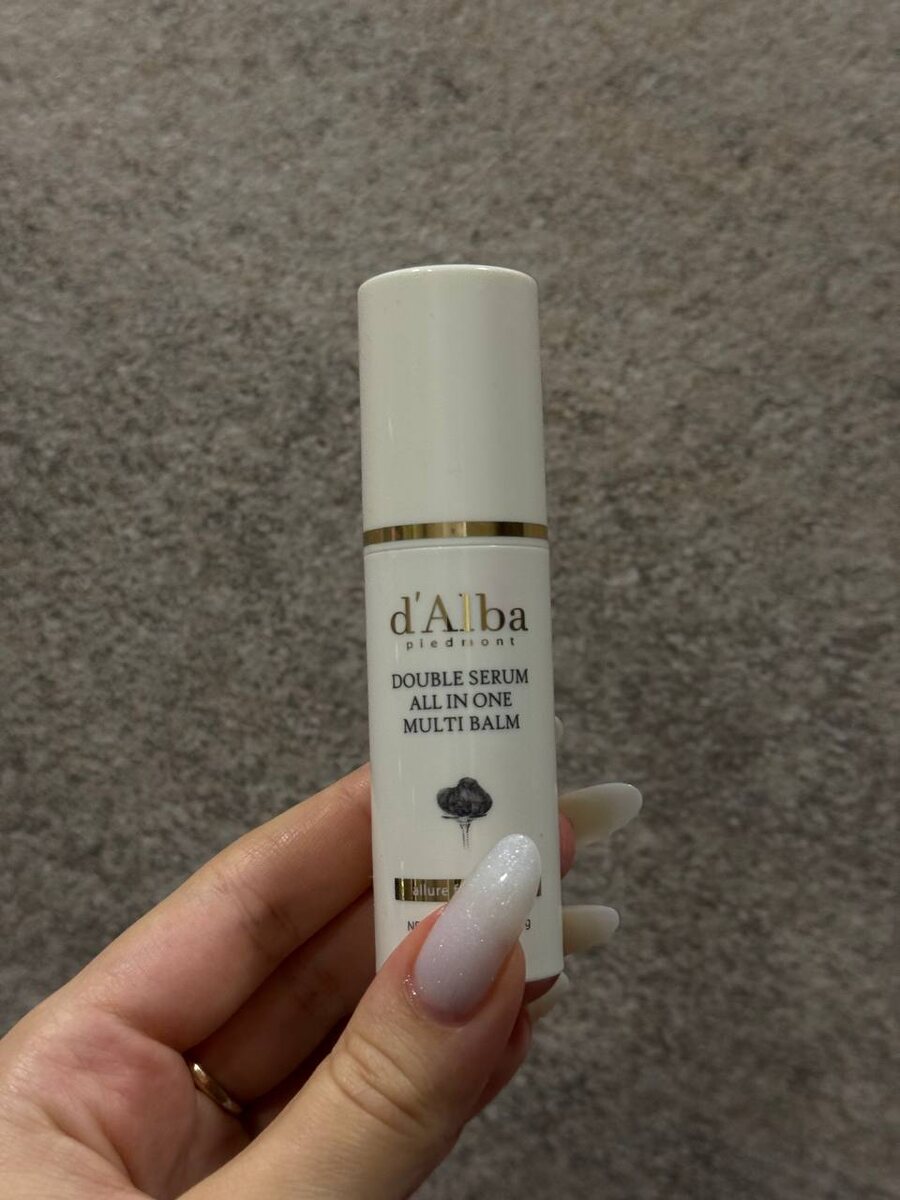 d'Alba
piedmont
DOUBLE SERUM
ALL IN ONE
MULTI BALM
allure